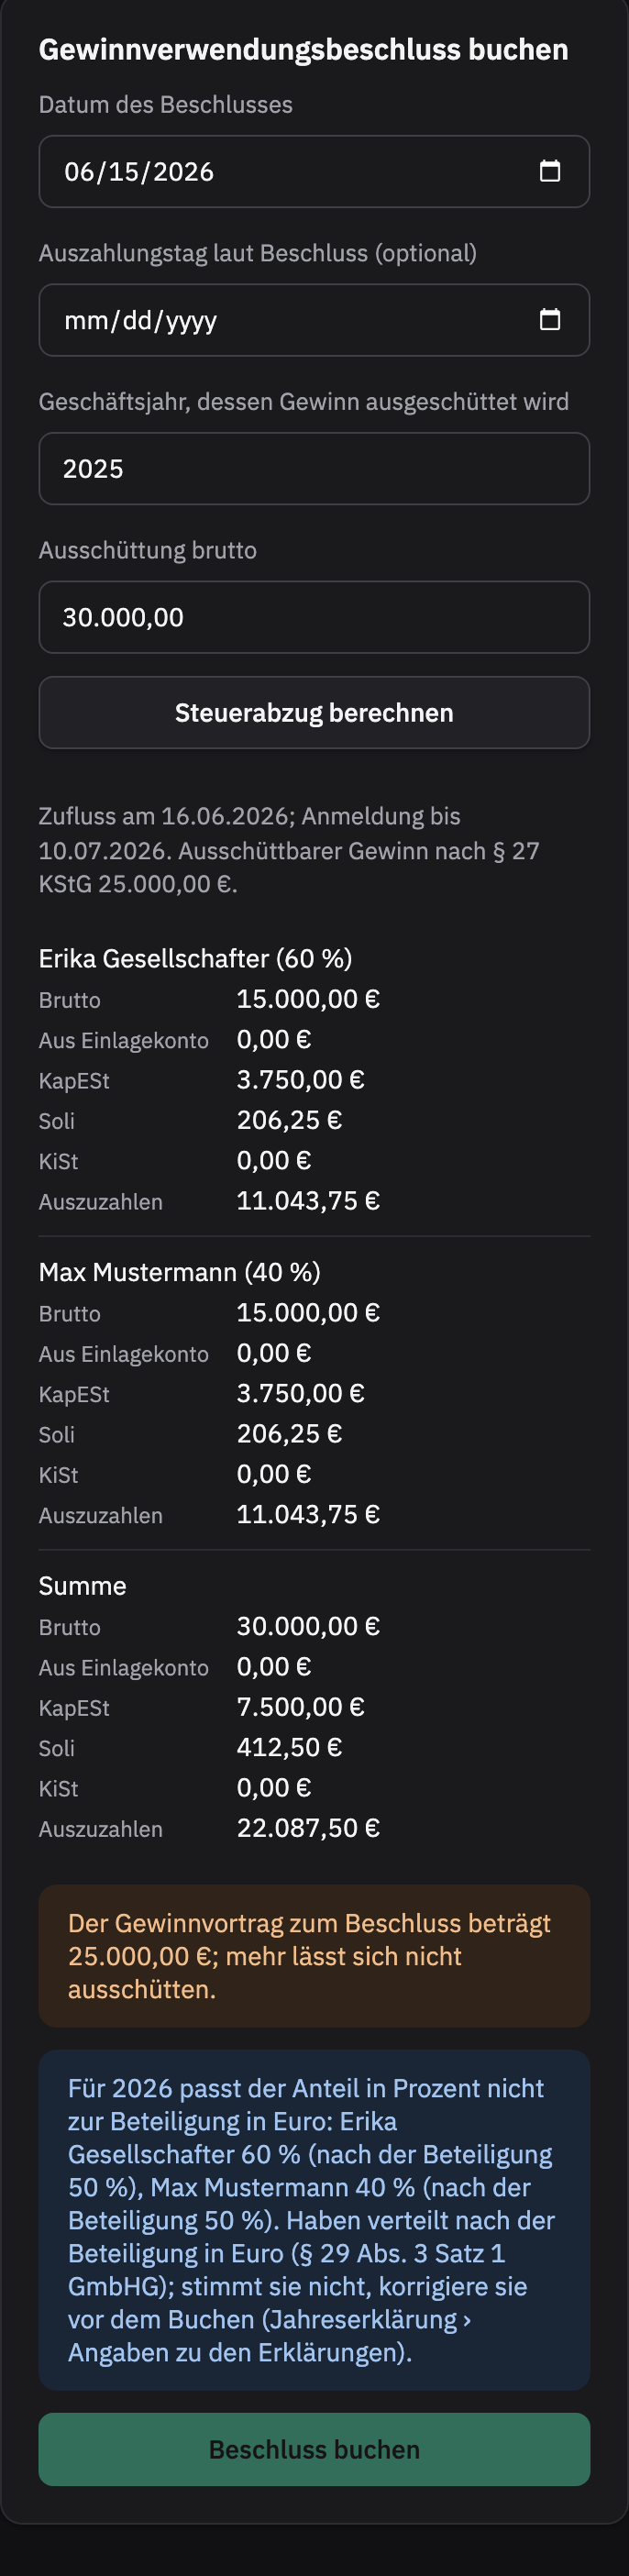 Gewinnverwendungsbeschluss buchen
Datum des Beschlusses
06/15/2026
Auszahlungstag laut Beschluss (optional)
mm/dd/yyyy
Geschäftsjahr, dessen Gewinn ausgeschüttet wird
2025
Ausschüttung brutto
30.000,00
Steuerabzug berechnen
Zufluss am 16.06.2026; Anmeldung bis
10.07.2026. Ausschüttbarer Gewinn nach § 27
KStG 25.000,00 €.
Erika Gesellschafter (60 %)
Brutto 15.000,00 €
Aus Einlagekonto 0,00 €
KapESt 3.750,00 €
Soli 206,25 €
KiSt 0,00 €
Auszuzahlen 11.043,75 €
Max Mustermann (40 %)
Brutto 15.000,00 €
Aus Einlagekonto 0,00 €
KapESt 3.750,00 €
Soli 206,25 €
KiSt 0,00 €
Auszuzahlen 11.043,75 €
Summe
Brutto 30.000,00 €
Aus Einlagekonto 0,00 €
KapESt 7.500,00 €
Soli 412,50 €
KiSt 0,00 €
Auszuzahlen 22.087,50 €
Der Gewinnvortrag zum Beschluss beträgt
25.000,00 €; mehr lässt sich nicht
ausschütten.
Für 2026 passt der Anteil in Prozent nicht
zur Beteiligung in Euro: Erika
Gesellschafter 60 % (nach der Beteiligung
50 %), Max Mustermann 40 % (nach der
Beteiligung 50 %). Haben verteilt nach der
Beteiligung in Euro (§ 29 Abs. 3 Satz 1
GmbHG); stimmt sie nicht, korrigiere sie
vor dem Buchen (Jahreserklärung ›
Angaben zu den Erklärungen).
Beschluss buchen